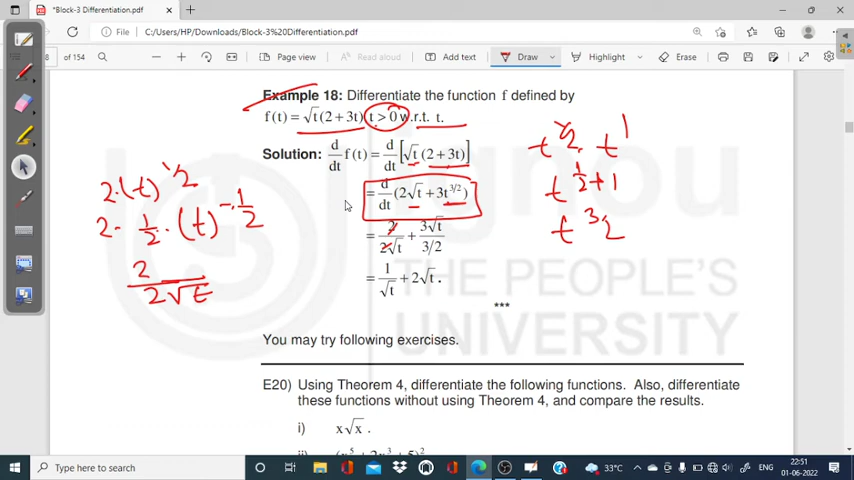 *Block-3 Differentiation.pdf
File | C:/Users/HP/Downloads/Block-3%20Differentiation.pdf
8 of 154
Page view
Read aloud
Add text
Draw
Highlight
Erase
Example 18: Differentiate the function f defined by
f(t) = √t(2+3t) t > 0 w.r.t. t.
Solution: d/dt f(t) = d/dt [√t (2+3t)]
= d/dt (2√t + 3t^3/2)
= 2/2√t + 3√t/3/2
= 1/√t + 2√t .
***
You may try following exercises.
E20) Using Theorem 4, differentiate the following functions. Also, differentiate
these functions without using Theorem 4, and compare the results.
i) x√x .
2·(t)^1/2
2· 1/2 ·(t)^-1/2
2/2√t
t^1/2 · t^1
t^1/2+1
t^3/2
gnou
THE PEOPLE'S
UNIVERSITY
Type here to search
33°C
ENG
22:51
01-06-2022